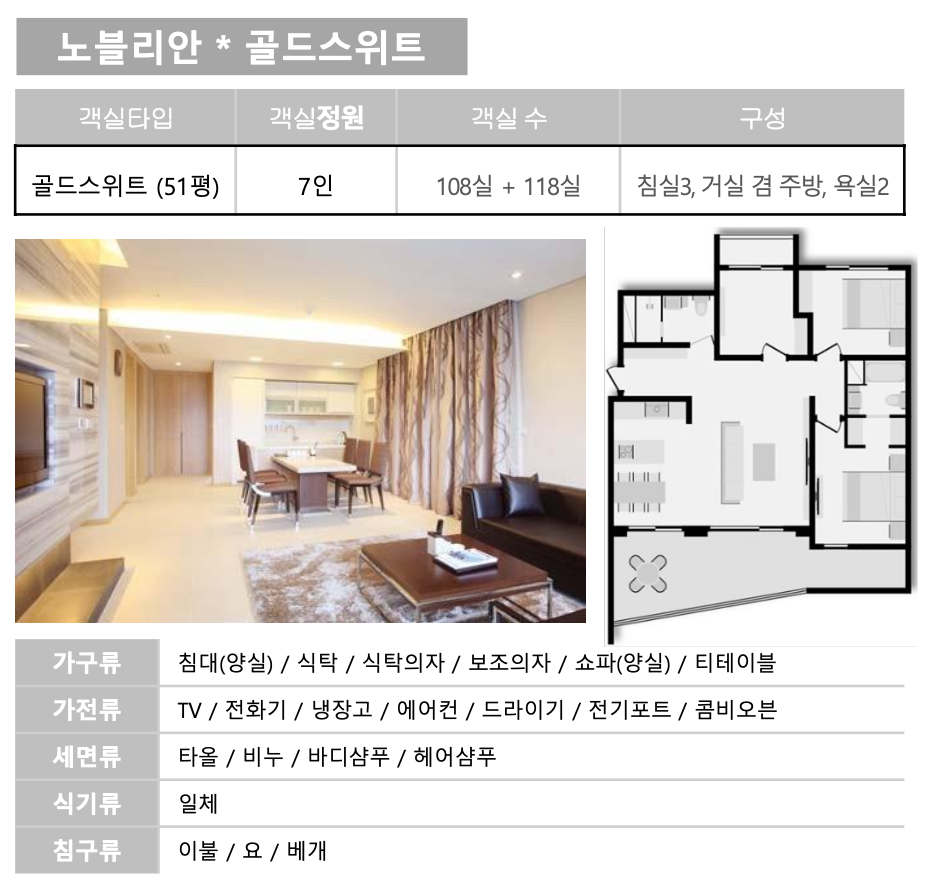 노블리안 * 골드스위트
객실타입 객실정원 객실 수 구성
골드스위트 (51평) 7인 108실 + 118실 침실3, 거실 겸 주방, 욕실2
가구류 침대(양실) / 식탁 / 식탁의자 / 보조의자 / 쇼파(양실) / 티테이블
가전류 TV / 전화기 / 냉장고 / 에어컨 / 드라이기 / 전기포트 / 콤비오븐
세면류 타올 / 비누 / 바디샴푸 / 헤어샴푸
식기류 일체
침구류 이불 / 요 / 베개